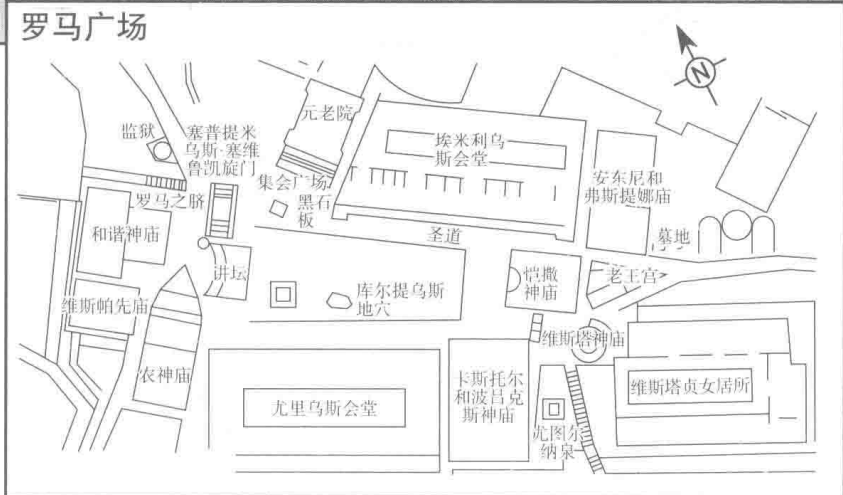 罗马广场
N
监狱
塞普提米
乌斯·塞维
鲁凯旋门
元老院
埃米利乌
斯会堂
集会广场
黑石
板
罗马之脐
安东尼和
弗斯提娜庙
和谐神庙
圣道
墓地
讲坛
恺撒
神庙
老王宫
维斯帕先庙
库尔提乌斯
地穴
维斯塔神庙
农神庙
尤里乌斯会堂
卡斯托尔
和波吕克
斯神庙
维斯塔贞女居所
尤图尔
纳泉